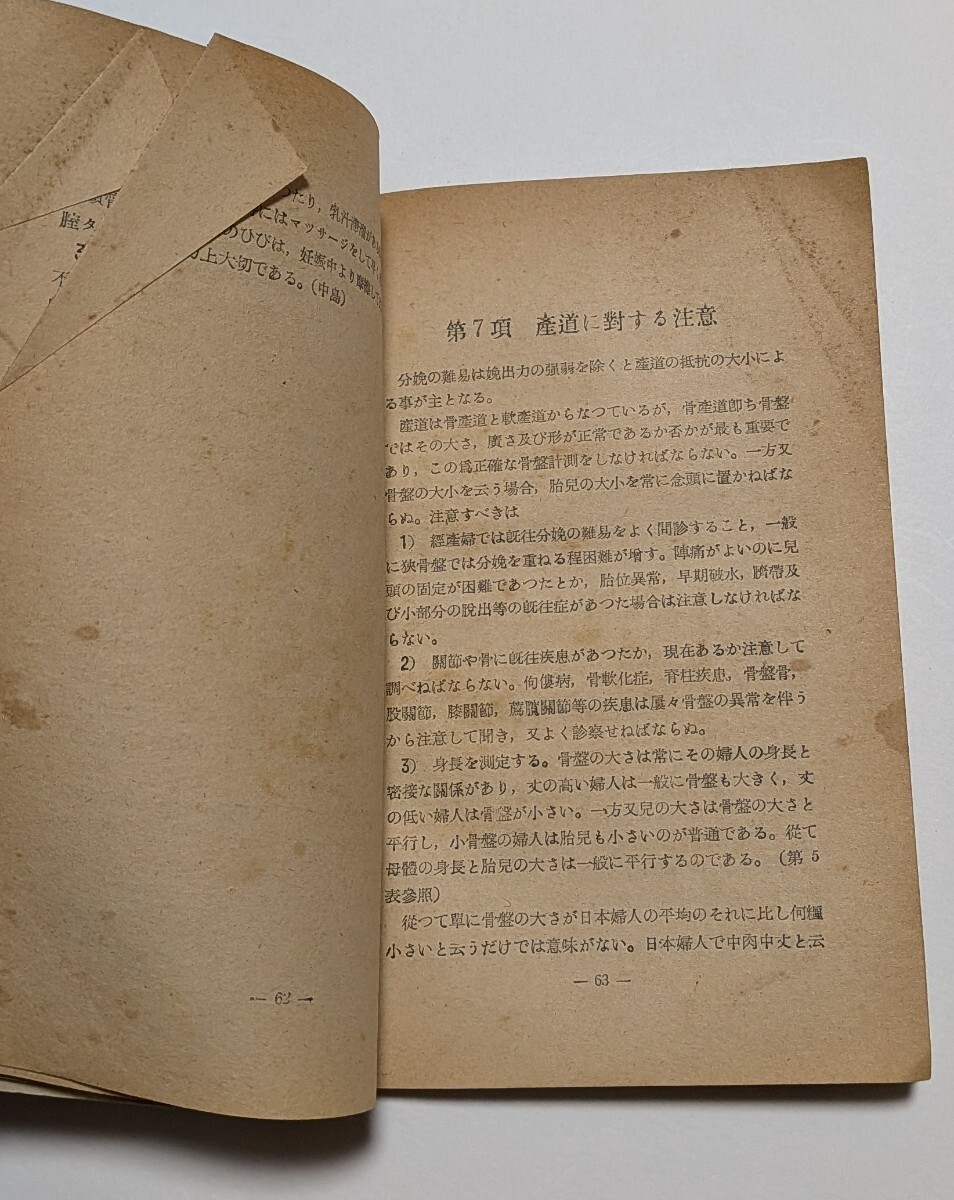 つたり，乳汁
にはマツサージをして
のひびは，妊娠中より
上大切である。（中島）
膣
— 62 —
第7項　產道に對する注意
分娩の難易は娩出力の强弱を除くと產道の抵抗の大小によ
る事が主となる。
產道は骨產道と軟產道からなつているが，骨產道卽ち骨盤
ではその大さ，廣さ及び形が正常であるか否かが最も重要で
あり，この爲正確な骨盤計測をしなければならない。一方又
骨盤の大小を云う場合，胎兒の大小を常に念頭に置かねばな
らぬ。注意すべきは
1）　經產婦では旣往分娩の難易をよく問診すること，一般
に狹骨盤では分娩を重ねる程困難が增す。陣痛がよいのに兒
頭の固定が困難であつたとか，胎位異常，早期破水，臍帶及
び小部分の脫出等の旣往症があつた場合は注意しなければな
らない。
2）　關節や骨に旣往疾患があつたか，現在あるか注意して
調べねばならない。佝僂病，骨軟化症，脊柱疾患，骨盤骨，
股關節，膝關節，薦髖關節等の疾患は屢々骨盤の異常を伴う
から注意して聞き，又よく診察せねばならぬ。
3）　身長を測定する。骨盤の大さは常にその婦人の身長と
密接な關係があり，丈の高い婦人は一般に骨盤も大きく，丈
の低い婦人は骨盤が小さい。一方又兒の大さは骨盤の大さと
平行し，小骨盤の婦人は胎兒も小さいのが普通である。從て
母體の身長と胎兒の大さは一般に平行するのである。（第 5
表參照）
從つて單に骨盤の大さが日本婦人の平均のそれに比し何糎
小さいと云うだけでは意味がない。日本婦人で中肉中丈と云
— 63 —